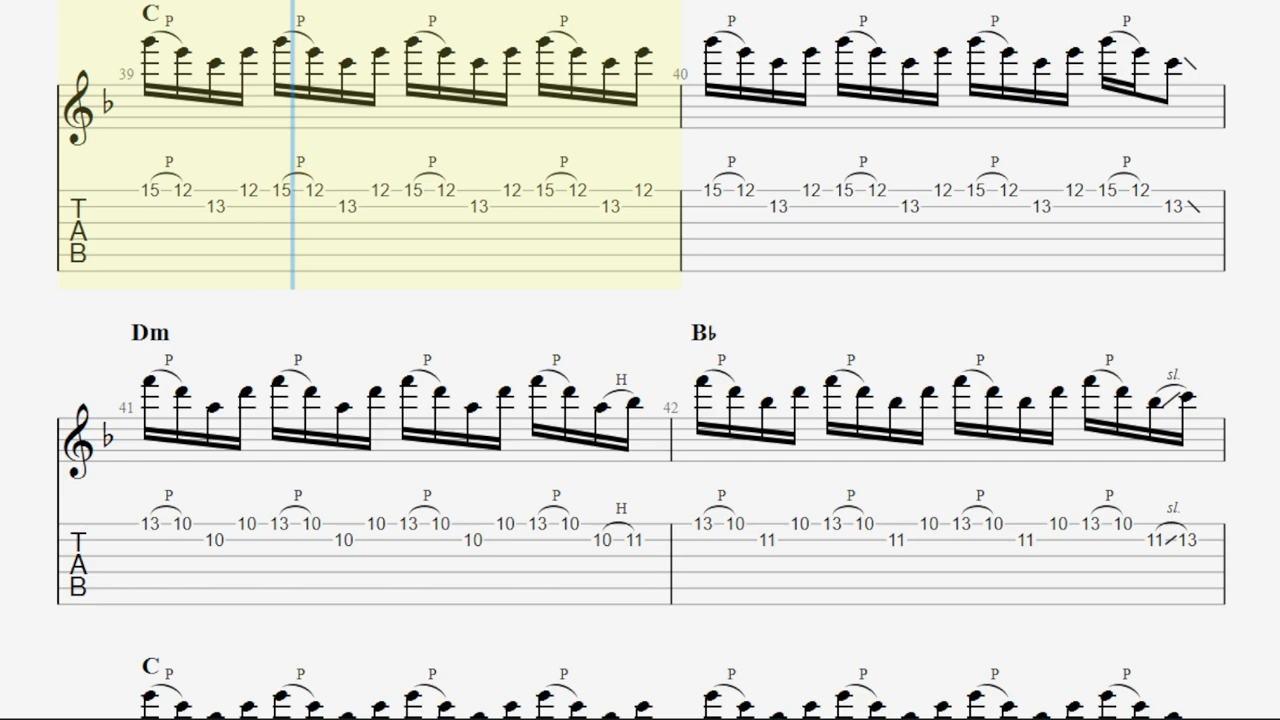 C P P P P P P P P
39 40
P P P P P P P P
15 12 12 15 12 12 15 12 12 15 12 12 15 12 12 15 12 12 15 12 12 15 12
T 13 13 13 13 13 13 13 13
A
B
Dm B♭
P P P P H P P P P sl.
41 42
P P P P H P P P P sl.
13 10 10 13 10 10 13 10 10 13 10 13 10 10 13 10 10 13 10 10 13 10
T 10 10 10 10 11 11 11 11 11 13
A
B
C P P P P P P P P